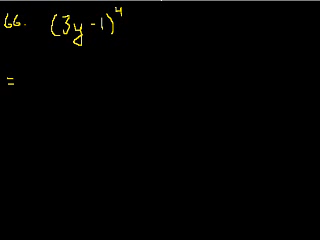 66. (3y-1)⁴
=